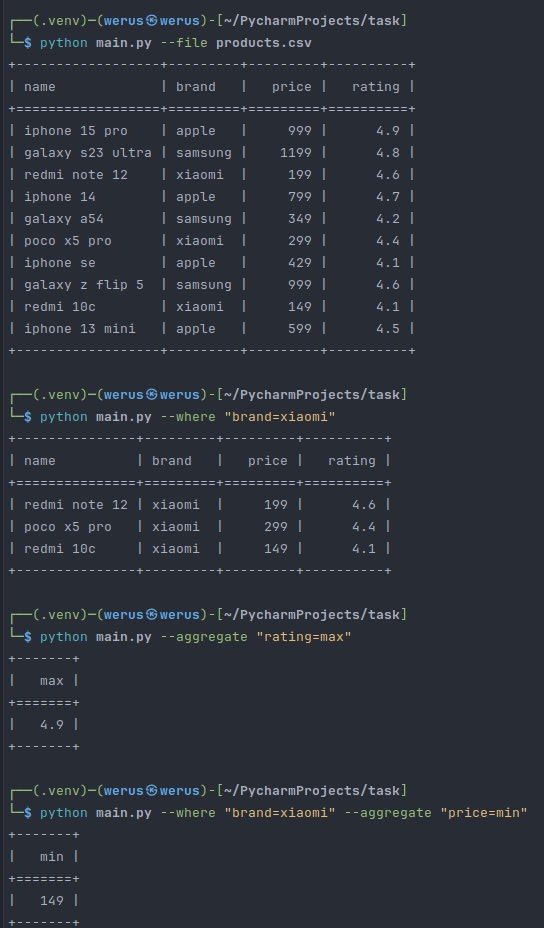 ┌──(.venv)─(werus㉿werus)-[~/PycharmProjects/task]
└─$ python main.py --file products.csv
+------------------+---------+---------+----------+
| name             | brand   |   price |   rating |
+==================+=========+=========+==========+
| iphone 15 pro    | apple   |     999 |      4.9 |
| galaxy s23 ultra | samsung |    1199 |      4.8 |
| redmi note 12    | xiaomi  |     199 |      4.6 |
| iphone 14        | apple   |     799 |      4.7 |
| galaxy a54       | samsung |     349 |      4.2 |
| poco x5 pro      | xiaomi  |     299 |      4.4 |
| iphone se        | apple   |     429 |      4.1 |
| galaxy z flip 5  | samsung |     999 |      4.6 |
| redmi 10c        | xiaomi  |     149 |      4.1 |
| iphone 13 mini   | apple   |     599 |      4.5 |
+------------------+---------+---------+----------+
┌──(.venv)─(werus㉿werus)-[~/PycharmProjects/task]
└─$ python main.py --where "brand=xiaomi"
+---------------+---------+---------+----------+
| name          | brand   |   price |   rating |
+===============+=========+=========+==========+
| redmi note 12 | xiaomi  |     199 |      4.6 |
| poco x5 pro   | xiaomi  |     299 |      4.4 |
| redmi 10c     | xiaomi  |     149 |      4.1 |
+---------------+---------+---------+----------+
┌──(.venv)─(werus㉿werus)-[~/PycharmProjects/task]
└─$ python main.py --aggregate "rating=max"
+-------+
|   max |
+=======+
|   4.9 |
+-------+
┌──(.venv)─(werus㉿werus)-[~/PycharmProjects/task]
└─$ python main.py --where "brand=xiaomi" --aggregate "price=min"
+-------+
|   min |
+=======+
|   149 |
+-------+